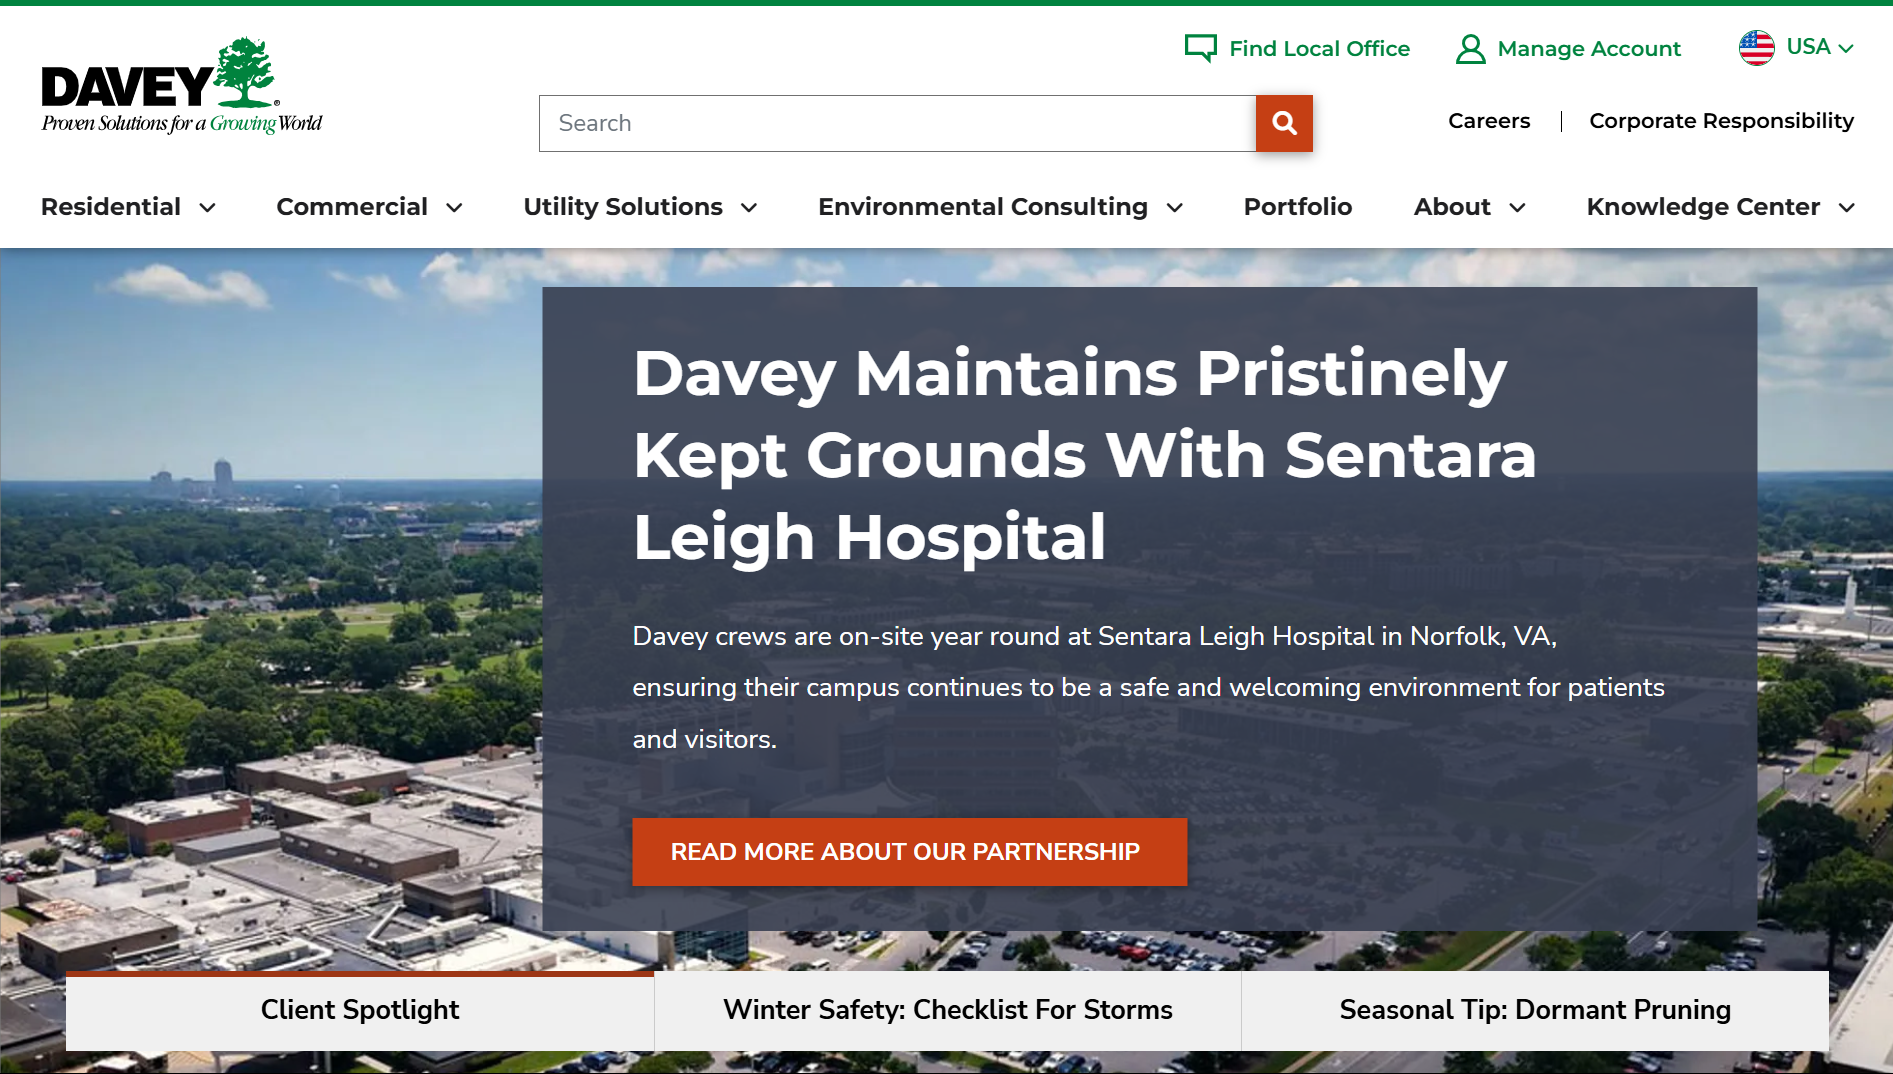 Find Local Office
Manage Account
USA
DAVEY
Proven Solutions for a Growing World
Search
Careers
Corporate Responsibility
Residential
Commercial
Utility Solutions
Environmental Consulting
Portfolio
About
Knowledge Center
Davey Maintains Pristinely
Kept Grounds With Sentara
Leigh Hospital
Davey crews are on-site year round at Sentara Leigh Hospital in Norfolk, VA,
ensuring their campus continues to be a safe and welcoming environment for patients
and visitors.
READ MORE ABOUT OUR PARTNERSHIP
Client Spotlight
Winter Safety: Checklist For Storms
Seasonal Tip: Dormant Pruning